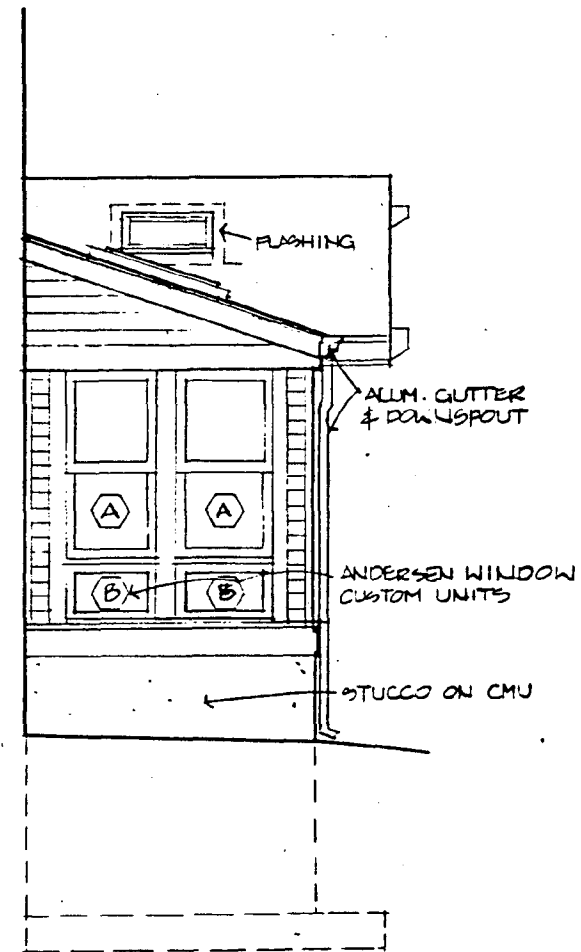 FLASHING
ALUM. GUTTER
& DOWNSPOUT
A
A
ANDERSEN WINDOW
CUSTOM UNITS
B
B
STUCCO ON CMU